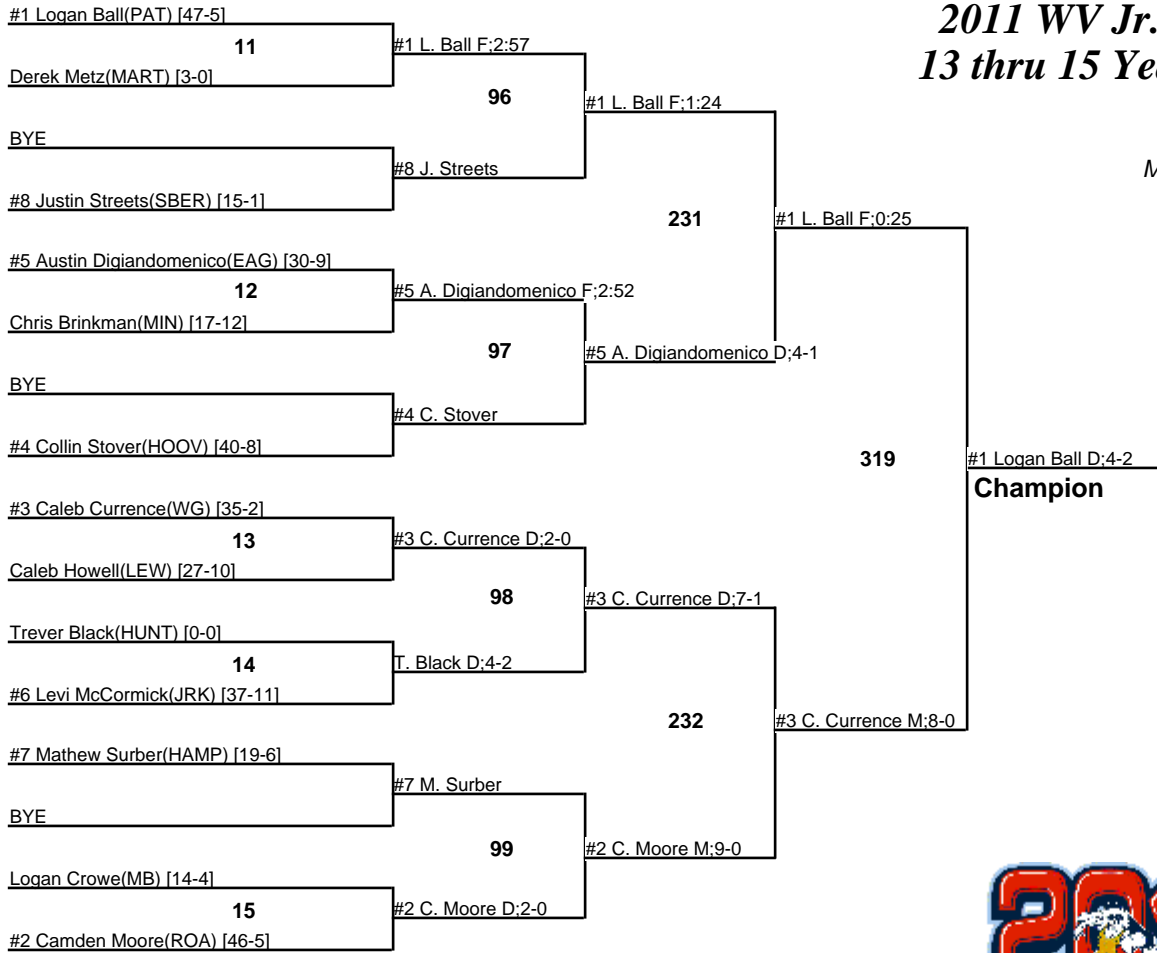 #1 Logan Ball(PAT) [47-5]
2011 WV Jr.
11
#1 L. Ball F;2:57
13 thru 15
Derek Metz(MART) [3-0]
96
#1 L. Ball F;1:24
BYE
#8 J. Streets
M
#8 Justin Streets(SBER) [15-1]
231
#1 L. Ball F;0:25
#5 Austin Digiandomenico(EAG) [30-9]
12
#5 A. Digiandomenico F;2:52
Chris Brinkman(MIN) [17-12]
97
#5 A. Digiandomenico D;4-1
BYE
#4 C. Stover
#4 Collin Stover(HOOV) [40-8]
319
#1 Logan Ball D;4-2
Champion
#3 Caleb Currence(WG) [35-2]
13
#3 C. Currence D;2-0
Caleb Howell(LEW) [27-10]
98
#3 C. Currence D;7-1
Trever Black(HUNT) [0-0]
14
T. Black D;4-2
#6 Levi McCormick(JRK) [37-11]
232
#3 C. Currence M;8-0
#7 Mathew Surber(HAMP) [19-6]
#7 M. Surber
BYE
99
#2 C. Moore M;9-0
Logan Crowe(MB) [14-4]
15
#2 C. Moore D;2-0
#2 Camden Moore(ROA) [46-5]